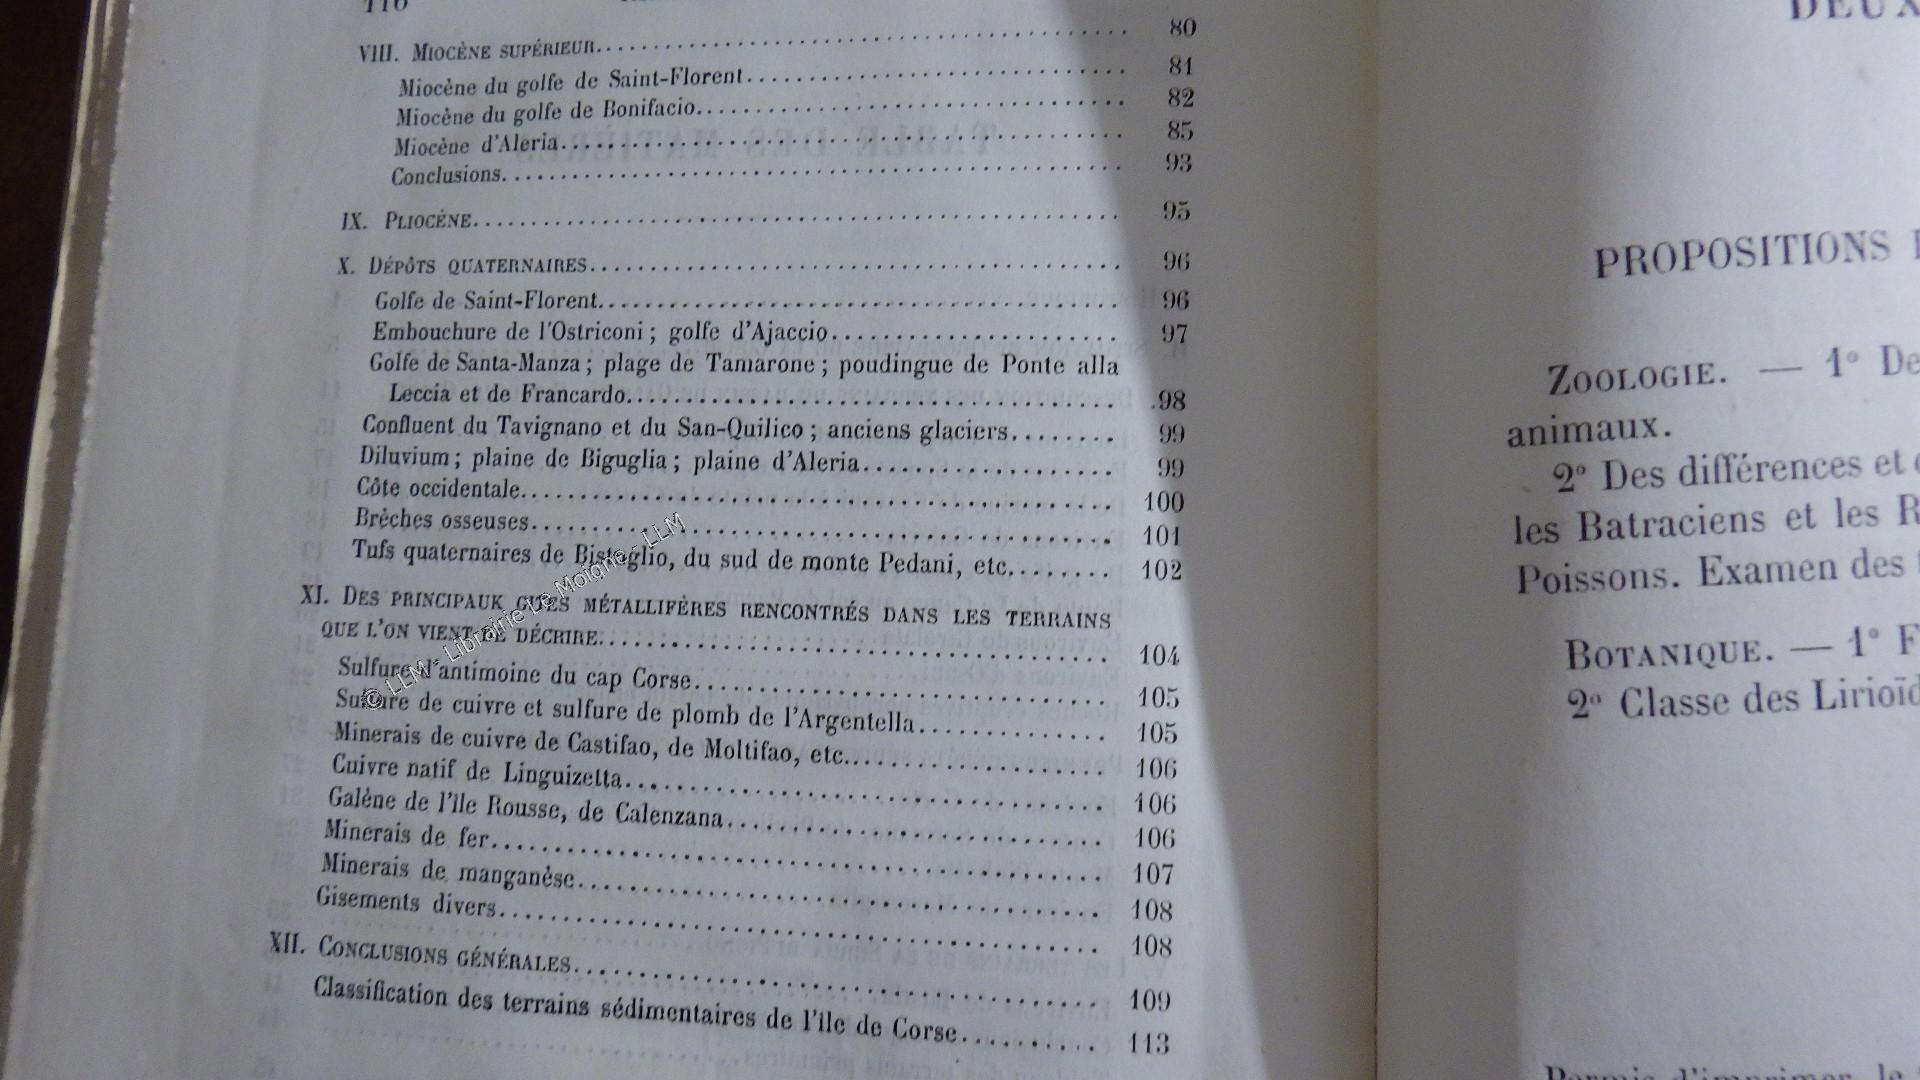 116
VIII. MIOCÈNE SUPÉRIEUR 80
Miocène du golfe de Saint-Florent 81
Miocène du golfe de Bonifacio 82
Miocène d'Aleria 85
Conclusions 93
IX. PLIOCÈNE 95
X. DÉPÔTS QUATERNAIRES 96
Golfe de Saint-Florent 96
Embouchure de l'Ostriconi ; golfe d'Ajaccio 97
Golfe de Santa-Manza ; plage de Tamarone ; poudingue de Ponte alla
Leccia et de Francardo 98
Confluent du Tavignano et du San-Quilico ; anciens glaciers 99
Diluvium ; plaine de Biguglia ; plaine d'Aleria 99
Côte occidentale 100
Brèches osseuses 101
Tufs quaternaires de Bistoglio, du sud de monte Pedani, etc. 102
XI. DES PRINCIPAUX GITES MÉTALLIFÈRES RENCONTRÉS DANS LES TERRAINS
QUE L'ON VIENT DE DÉCRIRE 104
Sulfure d'antimoine du cap Corse 105
Sulfure de cuivre et sulfure de plomb de l'Argentella 105
Minerais de cuivre de Castifao, de Moltifao, etc. 106
Cuivre natif de Linguizetta 106
Galène de l'île Rousse, de Calenzana 106
Minerais de fer 107
Minerais de manganèse 108
Gisements divers 108
XII. CONCLUSIONS GÉNÉRALES 109
Classification des terrains sédimentaires de l'île de Corse 113
© LLM - Librairie Le Moigne - LLM
DEUX
PROPOSITIONS
ZOOLOGIE. — 1° De
animaux.
2° Des différences et
les Batraciens et les R
Poissons. Examen des
BOTANIQUE. — 1° F
2° Classe des Lirioïd
Permis d'imprimer, le